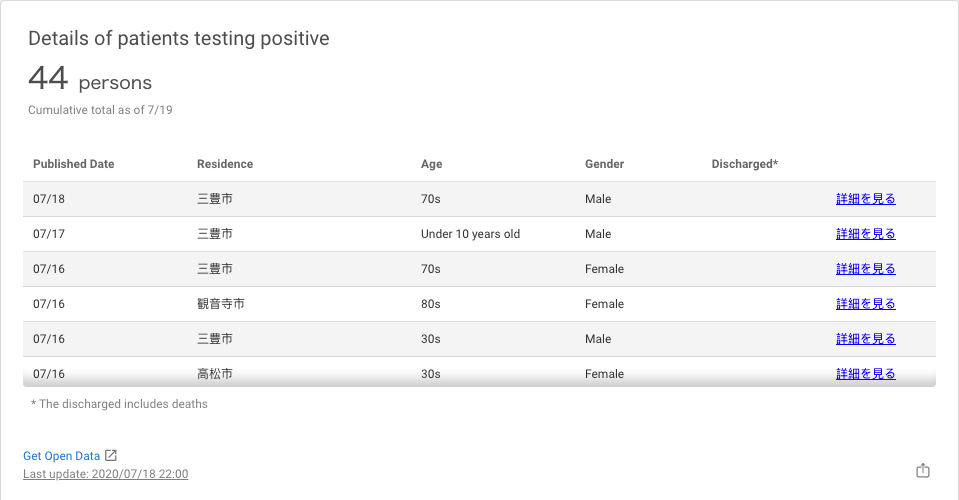 Details of patients testing positive
44 persons
Cumulative total as of 7/19
Published Date Residence Age Gender Discharged*
07/18 三豊市 70s Male 詳細を見る
07/17 三豊市 Under 10 years old Male 詳細を見る
07/16 三豊市 70s Female 詳細を見る
07/16 観音寺市 80s Female 詳細を見る
07/16 三豊市 30s Male 詳細を見る
07/16 高松市 30s Female 詳細を見る
* The discharged includes deaths
Get Open Data
Last update: 2020/07/18 22:00